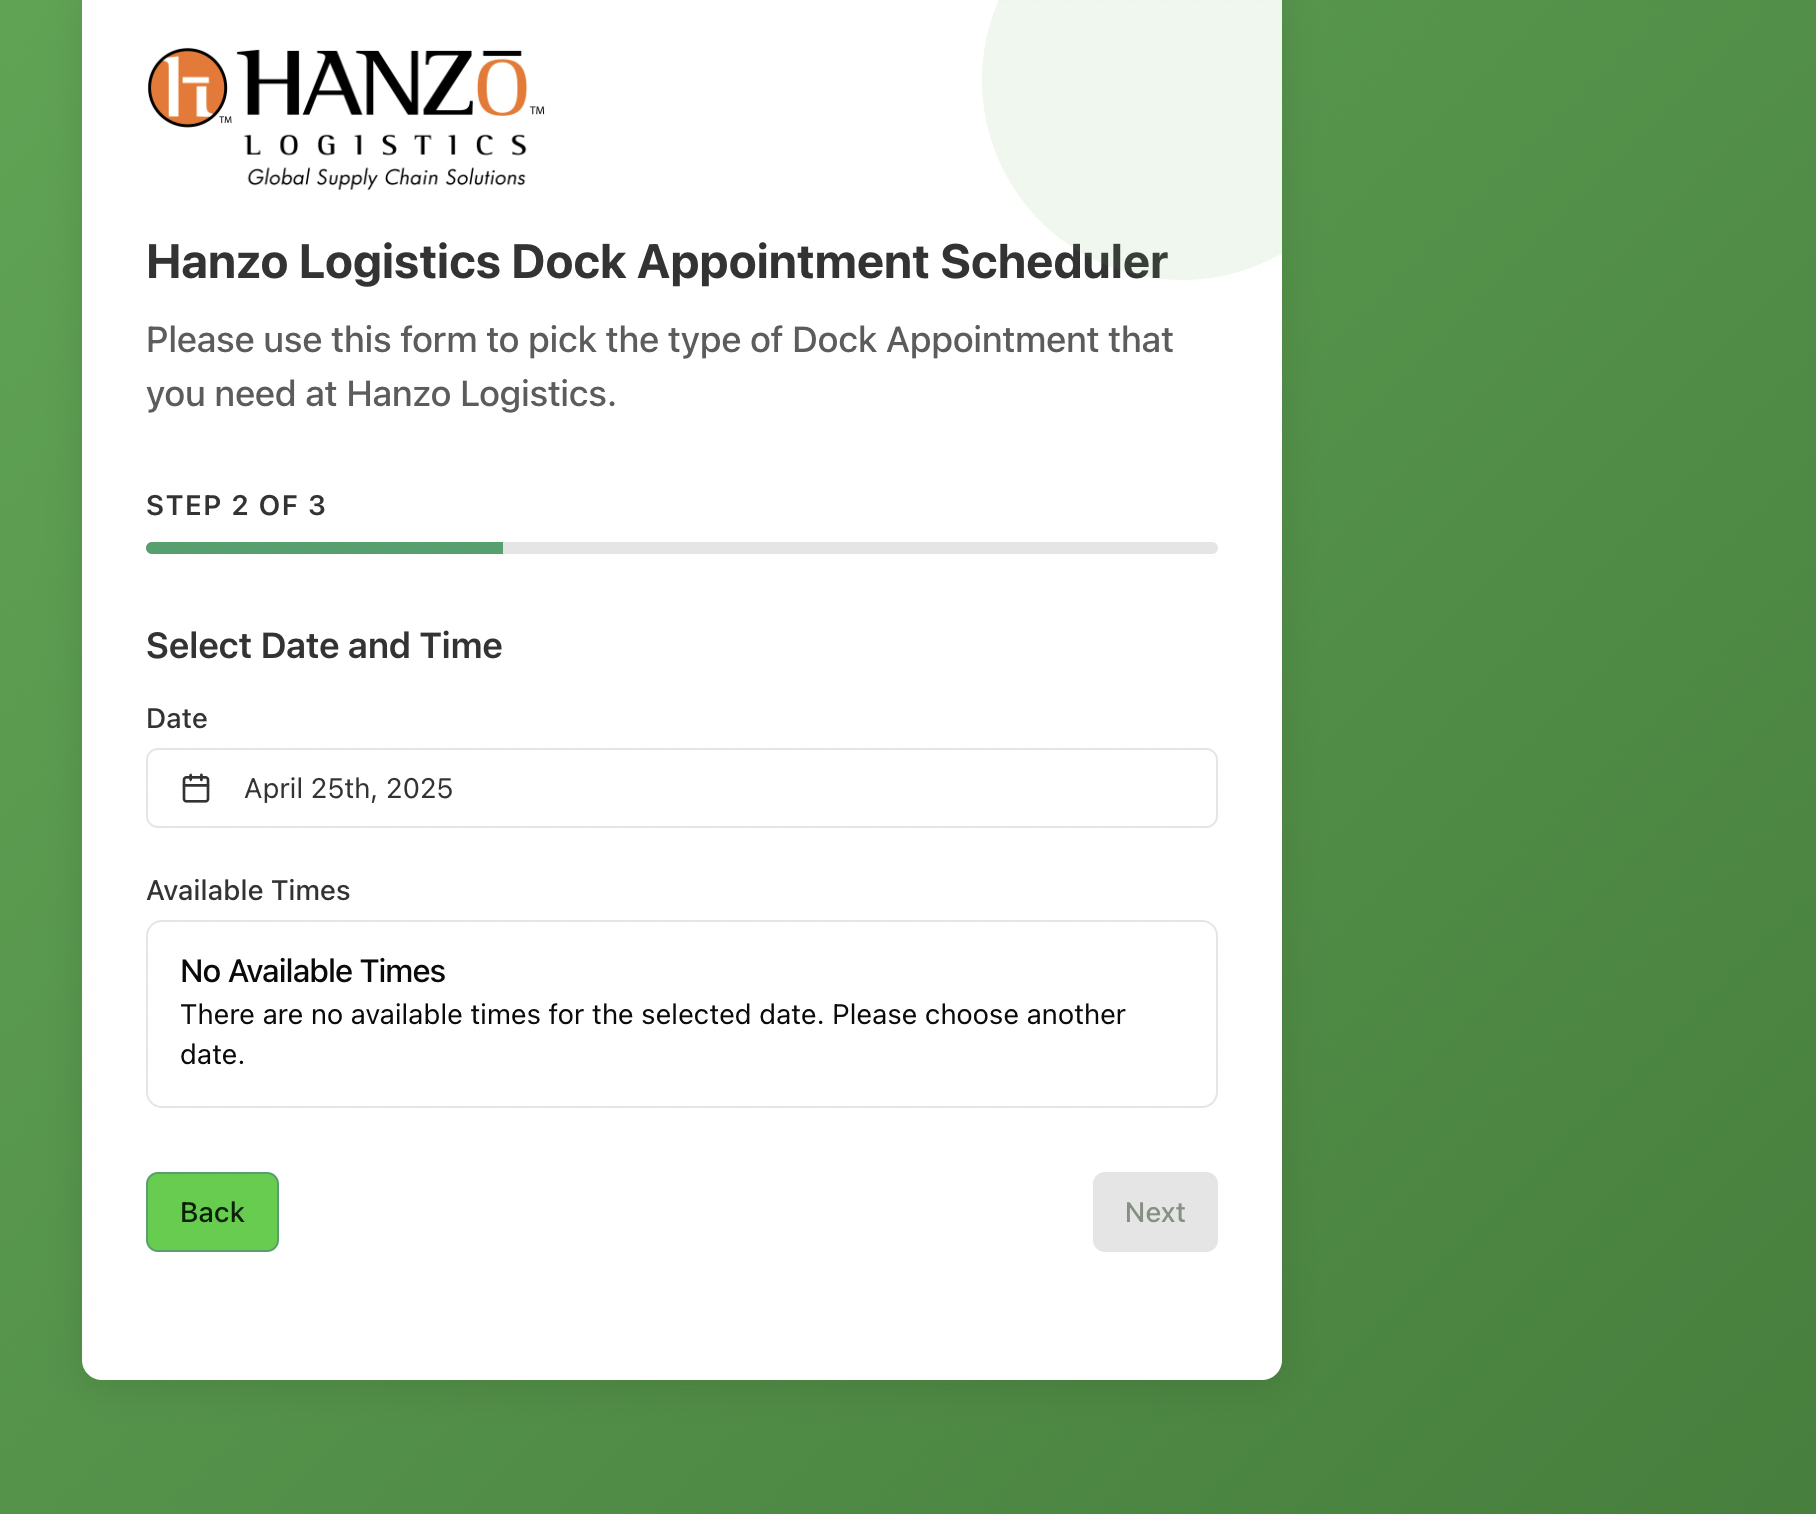 HANZŌ™
LOGISTICS
Global Supply Chain Solutions
Hanzo Logistics Dock Appointment Scheduler
Please use this form to pick the type of Dock Appointment that
you need at Hanzo Logistics.
STEP 2 OF 3
Select Date and Time
Date
April 25th, 2025
Available Times
No Available Times
There are no available times for the selected date. Please choose another
date.
Back
Next